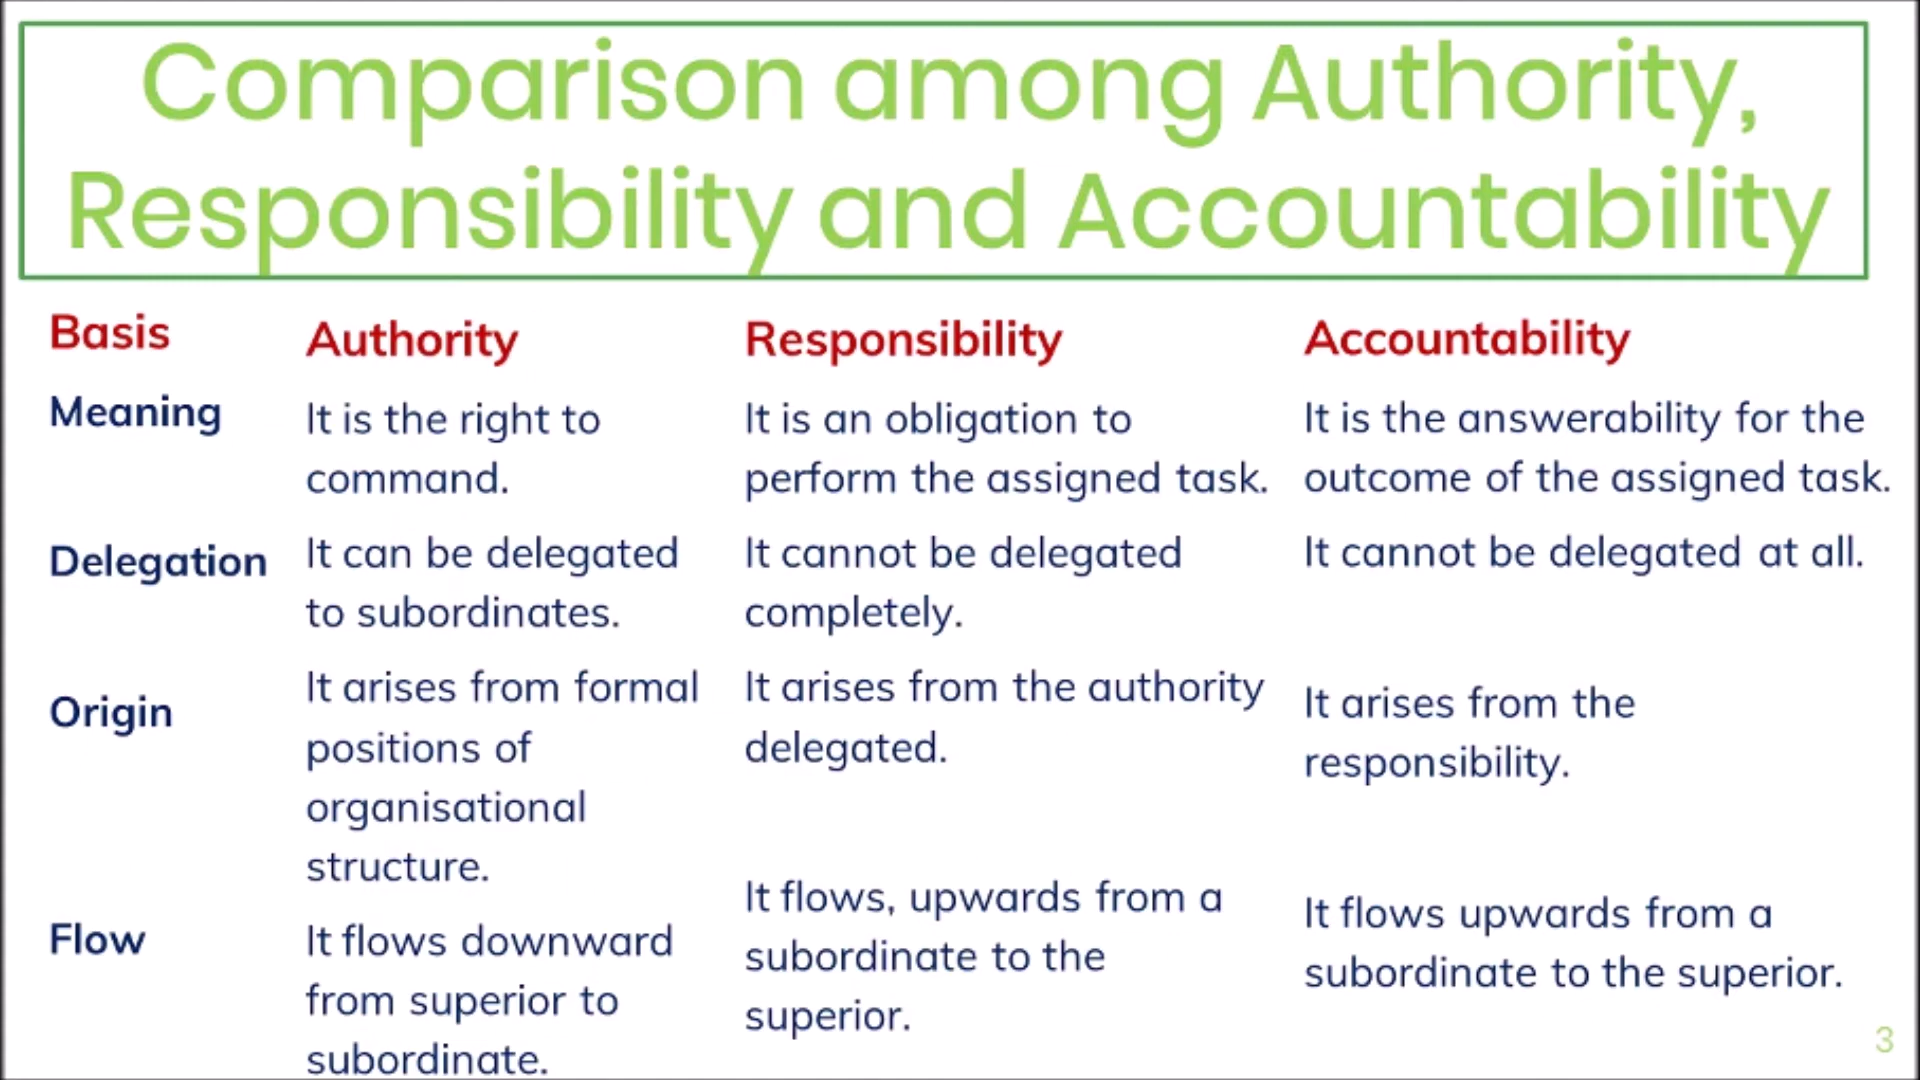 Comparison among Authority,
Responsibility and Accountability
Basis
Authority
Responsibility
Accountability
Meaning
It is the right to
command.
It is an obligation to
perform the assigned task.
It is the answerability for the
outcome of the assigned task.
Delegation
It can be delegated
to subordinates.
It cannot be delegated
completely.
It cannot be delegated at all.
Origin
It arises from formal
positions of
organisational
structure.
It arises from the authority
delegated.
It arises from the
responsibility.
Flow
It flows downward
from superior to
subordinate.
It flows, upwards from a
subordinate to the
superior.
It flows upwards from a
subordinate to the superior.
3